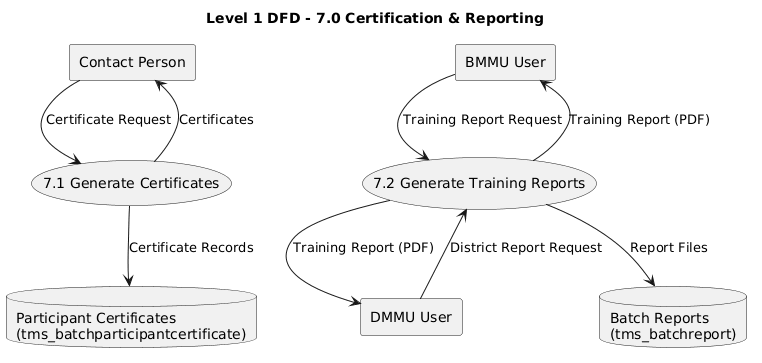 Level 1 DFD - 7.0 Certification & Reporting
Contact Person
BMMU User
Certificate Request
Certificates
Training Report Request
Training Report (PDF)
7.1 Generate Certificates
7.2 Generate Training Reports
Certificate Records
Training Report (PDF)
District Report Request
Report Files
Participant Certificates
(tms_batchparticipantcertificate)
DMMU User
Batch Reports
(tms_batchreport)